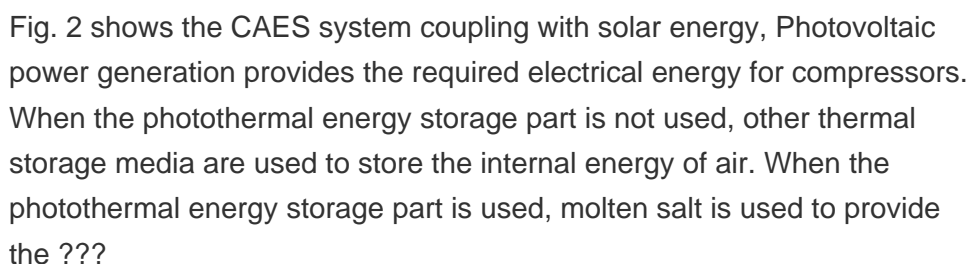 Fig. 2 shows the CAES system coupling with solar energy, Photovoltaic
power generation provides the required electrical energy for compressors.
When the photothermal energy storage part is not used, other thermal
storage media are used to store the internal energy of air. When the
photothermal energy storage part is used, molten salt is used to provide
the ???